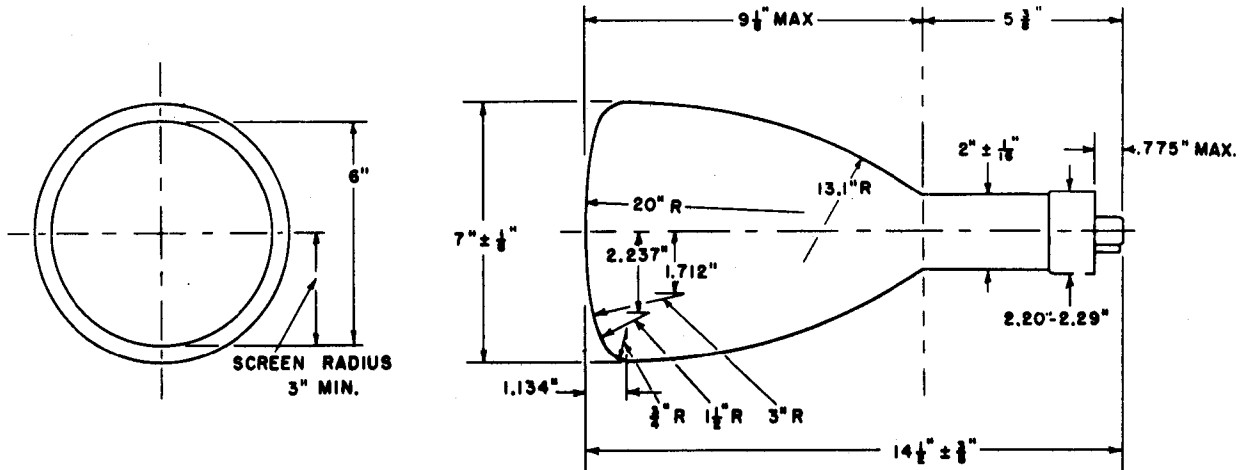 9 1/8" MAX
5 3/8"
2" ± 1/16
.775" MAX.
6"
13.1" R
20" R
7" ± 1/8"
2.237"
1.712"
2.20"-2.29"
SCREEN RADIUS
3" MIN.
1.134"
3/4" R
1 1/2" R
3" R
14 1/2" ± 3/8"